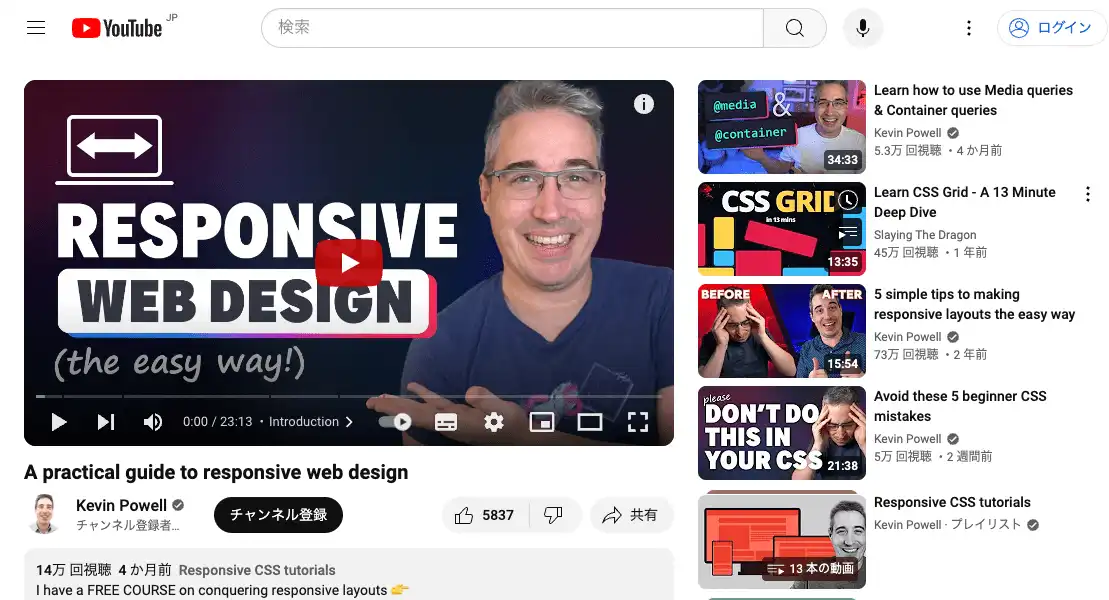 YouTube JP
検索
ログイン
RESPONSIVE
WEB DESIGN
(the easy way!)
0:00 / 23:13 ・ Introduction
A practical guide to responsive web design
Kevin Powell
チャンネル登録者...
チャンネル登録
5837
共有
14万 回視聴 4 か月前 Responsive CSS tutorials
I have a FREE COURSE on conquering responsive layouts 👉
@media
&
@container
34:33
Learn how to use Media queries
& Container queries
Kevin Powell
5.3万 回視聴 ・4 か月前
CSS GRID
in 13 mins
13:35
Learn CSS Grid - A 13 Minute
Deep Dive
Slaying The Dragon
45万 回視聴 ・1 年前
BEFORE
AFTER
15:54
5 simple tips to making
responsive layouts the easy way
Kevin Powell
73万 回視聴 ・2 年前
please
DON'T DO
THIS IN
YOUR CSS
21:38
Avoid these 5 beginner CSS
mistakes
Kevin Powell
5万 回視聴 ・2 週間前
13 本の動画
Responsive CSS tutorials
Kevin Powell · プレイリスト